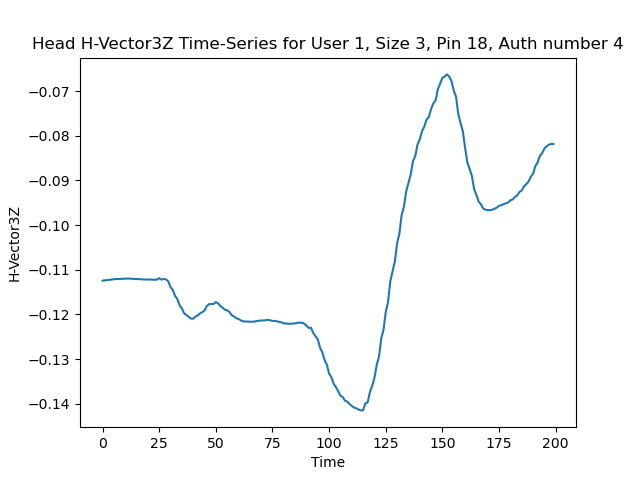 Head H-Vector3Z Time-Series for User 1, Size 3, Pin 18, Auth number 4
−0.07
−0.08
−0.09
−0.10
−0.11
−0.12
−0.13
−0.14
H-Vector3Z
0 25 50 75 100 125 150 175 200
Time